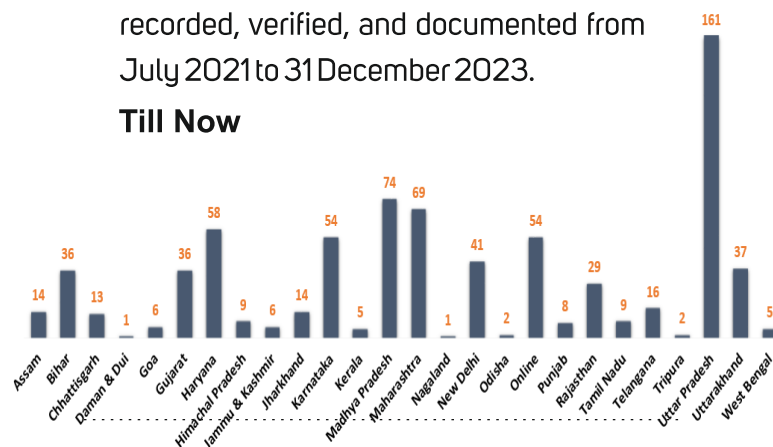 recorded, verified, and documented from
July 2021 to 31 December 2023.
Till Now
161
74
69
58
54
54
41
36
36
37
29
14
13
1
6
9
6
14
5
1
2
8
9
16
2
5
Assam
Bihar
Chhattisgarh
Daman & Dui
Goa
Gujarat
Haryana
Himachal Pradesh
Jammu & Kashmir
Jharkhand
Karnataka
Kerala
Madhya Pradesh
Maharashtra
Nagaland
New Delhi
Odisha
Online
Punjab
Rajasthan
Tamil Nadu
Telangana
Tripura
Uttar Pradesh
Uttarakhand
West Bengal